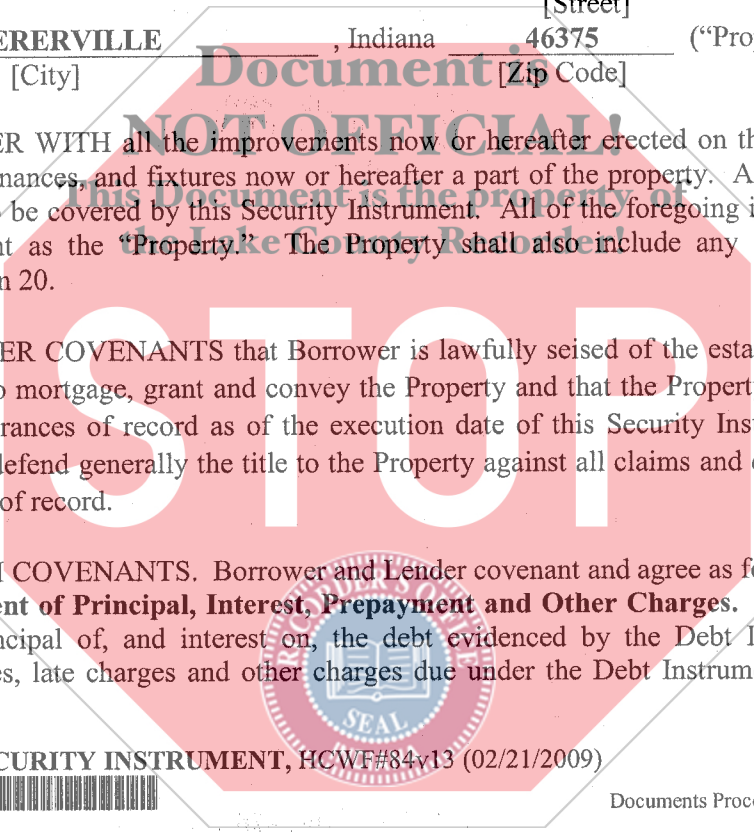 [Street]
ERERVILLE , Indiana 46375 ("Pro
[City] [Zip Code]
Document is
NOT OFFICIAL!
This Document is the property of
the Lake County Recorder!
ER WITH all the improvements now or hereafter erected on th
nances, and fixtures now or hereafter a part of the property. A
be covered by this Security Instrument. All of the foregoing i
nt as the "Property." The Property shall also include any
n 20.
STOP
ER COVENANTS that Borrower is lawfully seised of the esta
o mortgage, grant and convey the Property and that the Property
rances of record as of the execution date of this Security Ins
defend generally the title to the Property against all claims and
of record.
COVENANTS. Borrower and Lender covenant and agree as f
ent of Principal, Interest, Prepayment and Other Charges.
ncipal of, and interest on, the debt evidenced by the Debt I
es, late charges and other charges due under the Debt Instrum
RECORDER'S OFFICE
SEAL
CURITY INSTRUMENT, HCWF#84v13 (02/21/2009)
Documents Proce